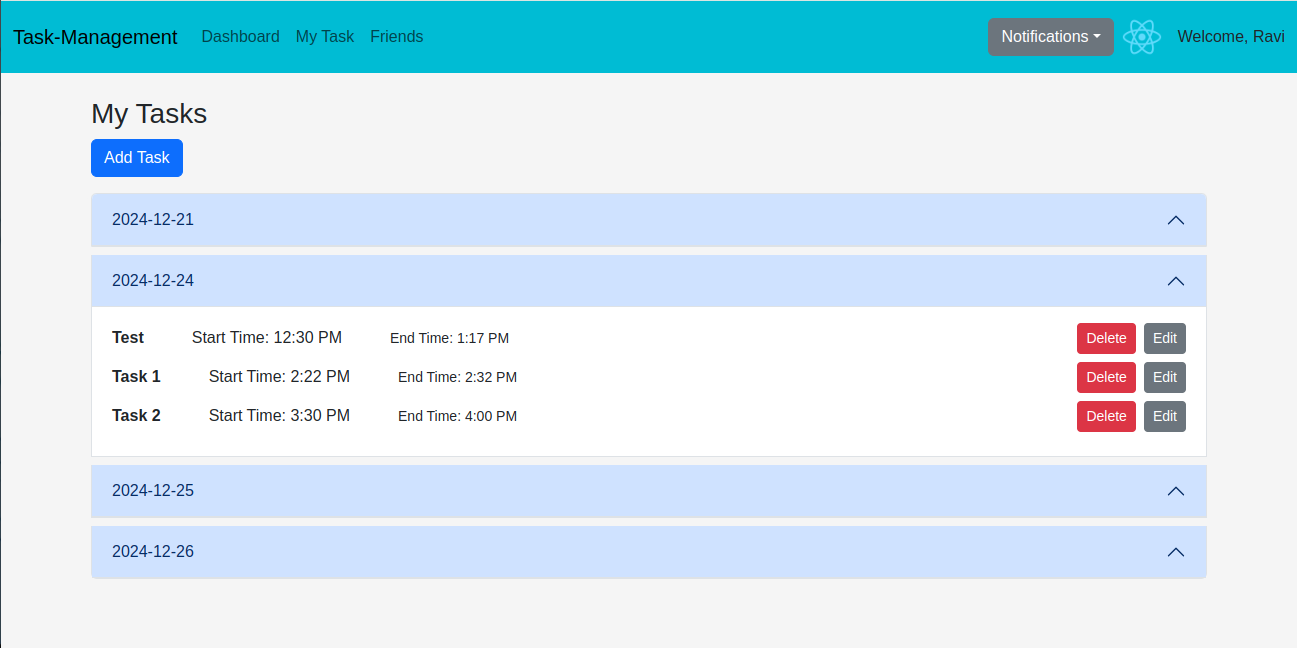 Task-Management Dashboard My Task Friends Notifications Welcome, Ravi
My Tasks
Add Task
2024-12-21
2024-12-24
Test Start Time: 12:30 PM End Time: 1:17 PM Delete Edit
Task 1 Start Time: 2:22 PM End Time: 2:32 PM Delete Edit
Task 2 Start Time: 3:30 PM End Time: 4:00 PM Delete Edit
2024-12-25
2024-12-26